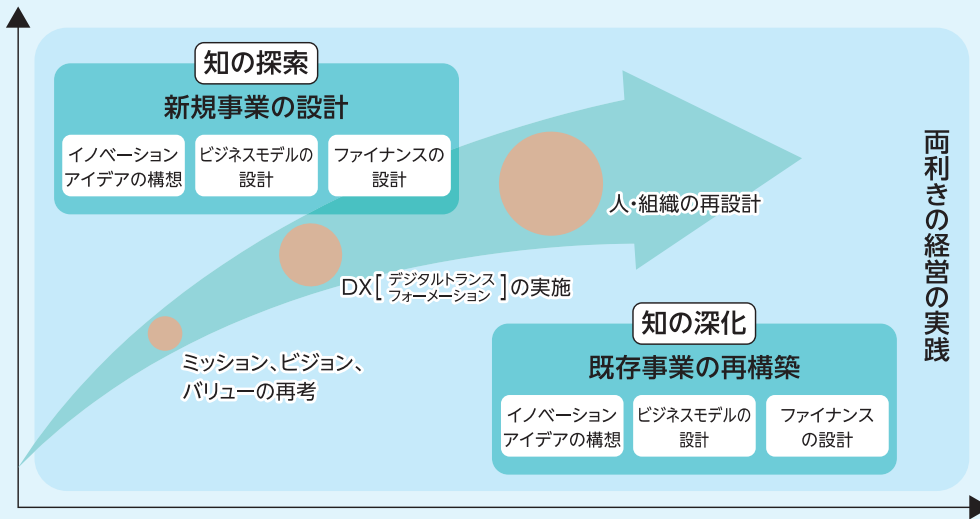 知の探索
新規事業の設計
イノベーション
アイデアの構想
ビジネスモデルの
設計
ファイナンスの
設計
人・組織の再設計
DX[デジタルトランス
フォーメーション]の実施
ミッション、ビジョン、
バリューの再考
知の深化
既存事業の再構築
イノベーション
アイデアの構想
ビジネスモデルの
設計
ファイナンス
の設計
両利きの経営の実践